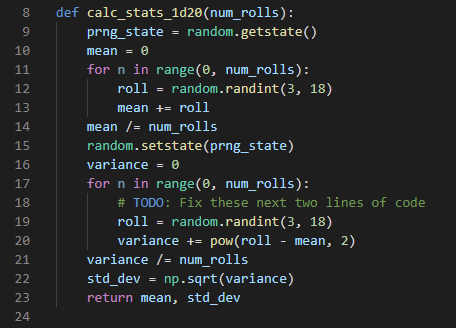 8 def calc_stats_1d20(num_rolls):
9     prng_state = random.getstate()
10     mean = 0
11     for n in range(0, num_rolls):
12         roll = random.randint(3, 18)
13         mean += roll
14     mean /= num_rolls
15     random.setstate(prng_state)
16     variance = 0
17     for n in range(0, num_rolls):
18         # TODO: Fix these next two lines of code
19         roll = random.randint(3, 18)
20         variance += pow(roll - mean, 2)
21     variance /= num_rolls
22     std_dev = np.sqrt(variance)
23     return mean, std_dev
24